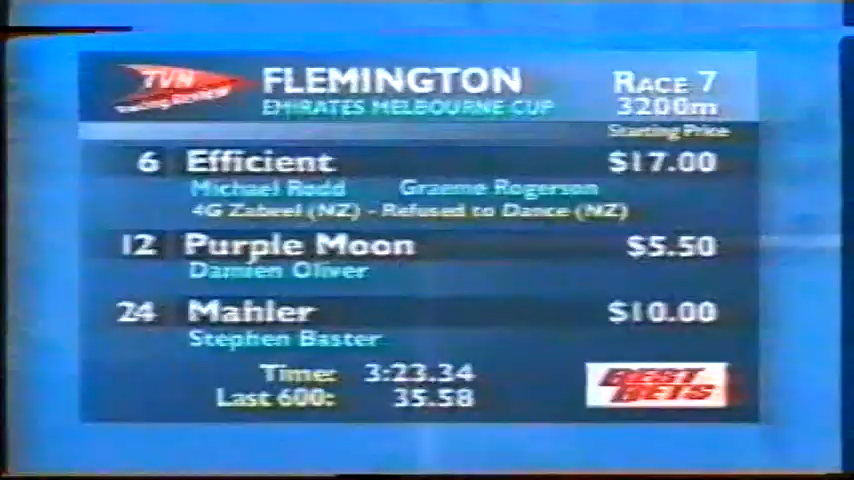 TVN
Racing REVIEW
FLEMINGTON
RACE 7
EMIRATES MELBOURNE CUP
3200m
Starting Price
6 Efficient $17.00
Michael Rodd Graeme Rogerson
4G Zabeel (NZ) - Refused to Dance (NZ)
12 Purple Moon $5.50
Damien Oliver
24 Mahler $10.00
Stephen Baster
Time: 3:23.34
Last 600: 35.58
BEST
BETS